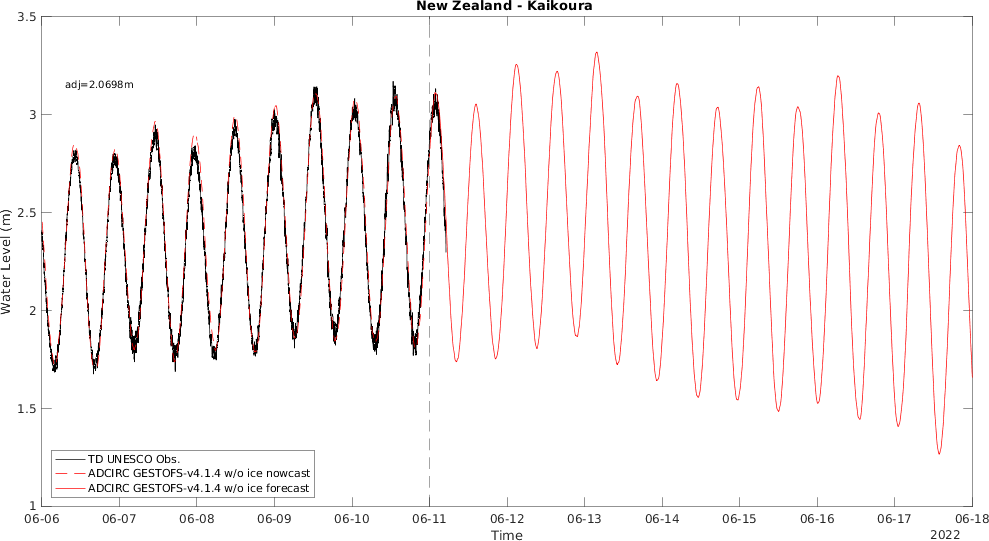 New Zealand - Kaikoura
3.5
adj=2.0698m
3
2.5
Water Level (m)
2
1.5
TD UNESCO Obs.
ADCIRC GESTOFS-v4.1.4 w/o ice nowcast
ADCIRC GESTOFS-v4.1.4 w/o ice forecast
1
06-06 06-07 06-08 06-09 06-10 06-11 06-12 06-13 06-14 06-15 06-16 06-17 06-18
Time
2022